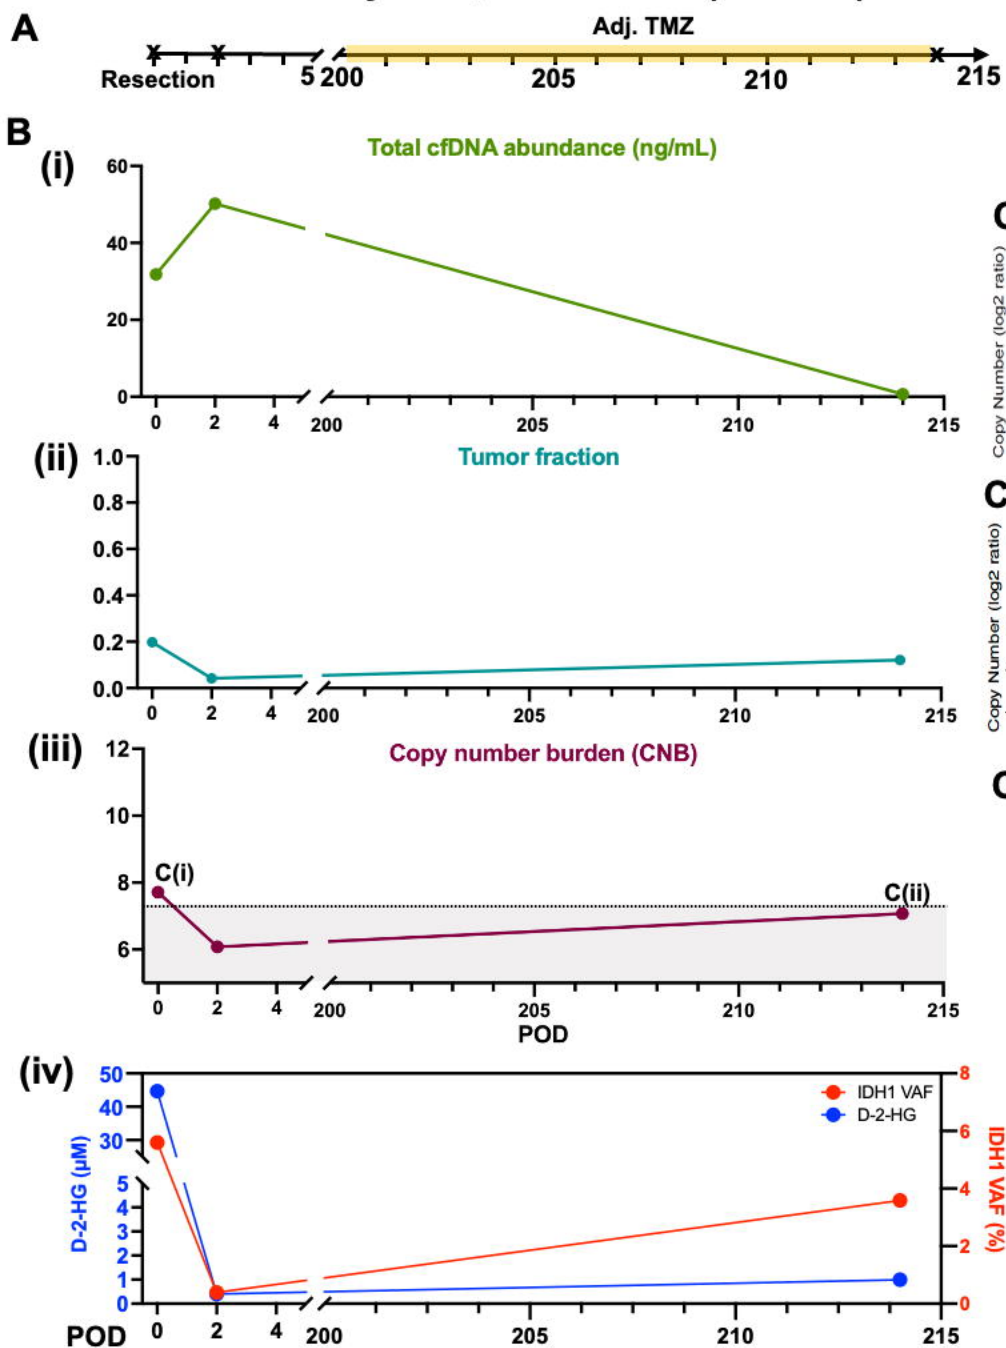 A
Adj. TMZ
x x x
Resection 5 200 205 210 215
B
(i)
Total cfDNA abundance (ng/mL)
60
40
20
0
0 2 4 200 205 210 215
(ii)
Tumor fraction
1.0
0.8
0.6
0.4
0.2
0.0
0 2 4 200 205 210 215
(iii)
Copy number burden (CNB)
12
10
8
6
C(i)
C(ii)
0 2 4 200 205 210 215
POD
(iv)
D-2-HG (μM)
50
40
30
5
4
3
2
1
0
IDH1 VAF
D-2-HG
8
6
4
2
0
IDH1 VAF (%)
POD 0 2 4 200 205 210 215
Copy Number (log2 ratio)
Copy Number (log2 ratio)